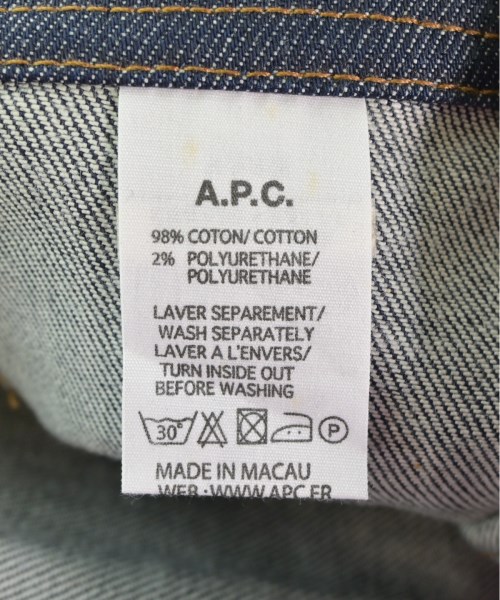 A.P.C.
98% COTON/ COTTON
2% POLYURETHANE/
POLYURETHANE
LAVER SEPAREMENT/
WASH SEPARATELY
LAVER A L'ENVERS/
TURN INSIDE OUT
BEFORE WASHING
30° P
MADE IN MACAU
WEB : WWW.APC.FR